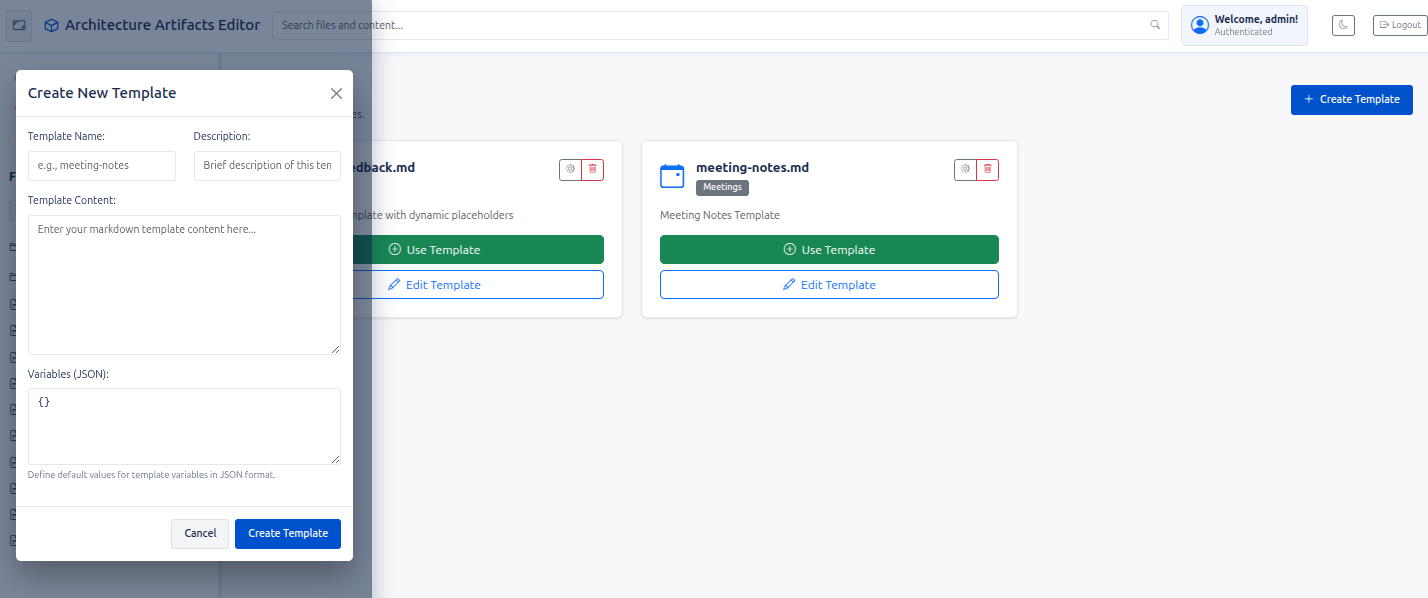 Architecture Artifacts Editor
Search files and content...
Welcome, admin!
Authenticated
Logout
Create New Template
Create Template
Template Name:
Description:
e.g., meeting-notes
Brief description of this ten
Template Content:
Enter your markdown template content here...
Variables (JSON):
{}
Define default values for template variables in JSON format.
Cancel
Create Template
edback.md
plate with dynamic placeholders
Use Template
Edit Template
meeting-notes.md
Meetings
Meeting Notes Template
Use Template
Edit Template